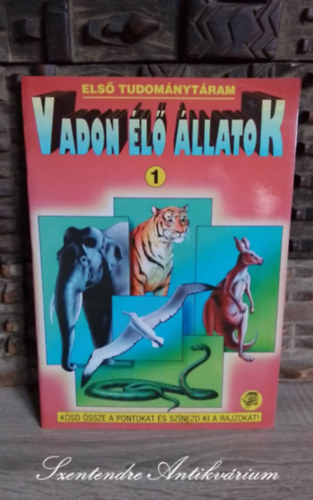 ELSŐ TUDOMÁNYTÁRAM
VADON ÉLŐ ÁLLATOK
1
KÖSD ÖSSZE A PONTOKAT ÉS SZÍNEZD KI A RAJZOKAT!
Szentendre Antikvárium